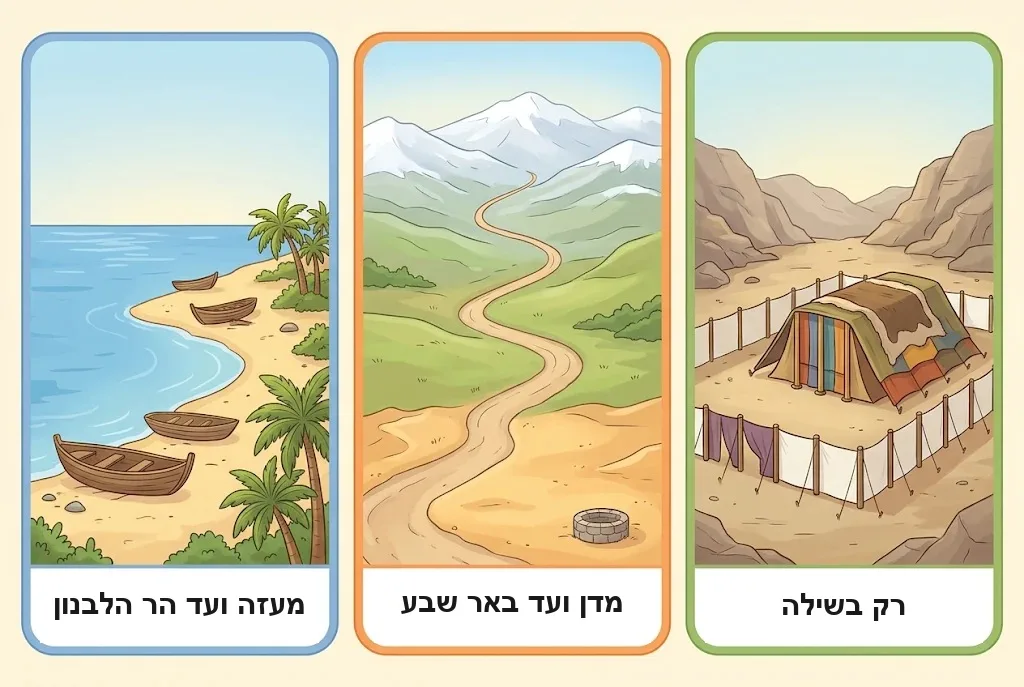 רק בשילה
מדן ועד באר שבע
מעזה ועד הר הלבנון